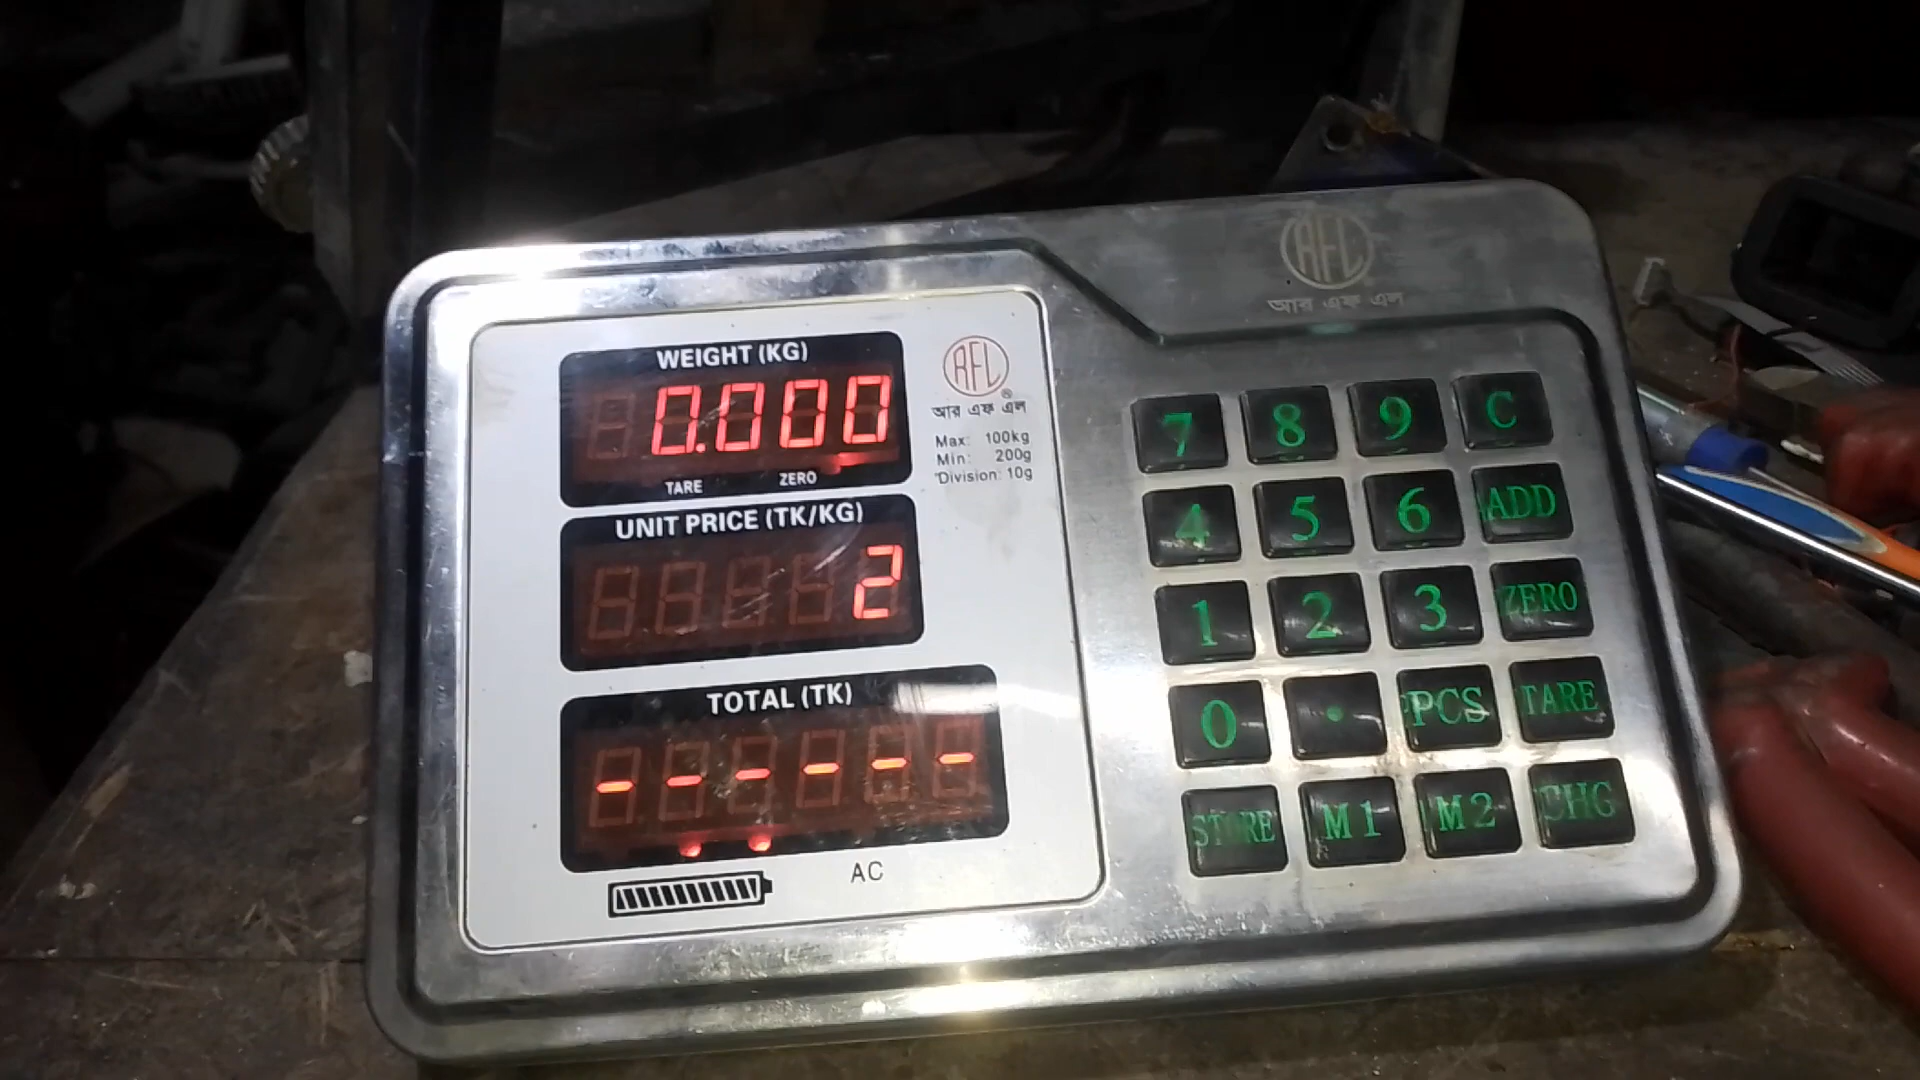 RFL
আর এফ এল
WEIGHT (KG)
0.000
TARE ZERO
RFL®
আর এফ এল
Max: 100kg
Min: 200g
Division: 10g
UNIT PRICE (TK/KG)
2
TOTAL (TK)
------
AC
7 8 9 C
4 5 6 ADD
1 2 3 ZERO
0 . PCS TARE
STORE M1 M2 CHG